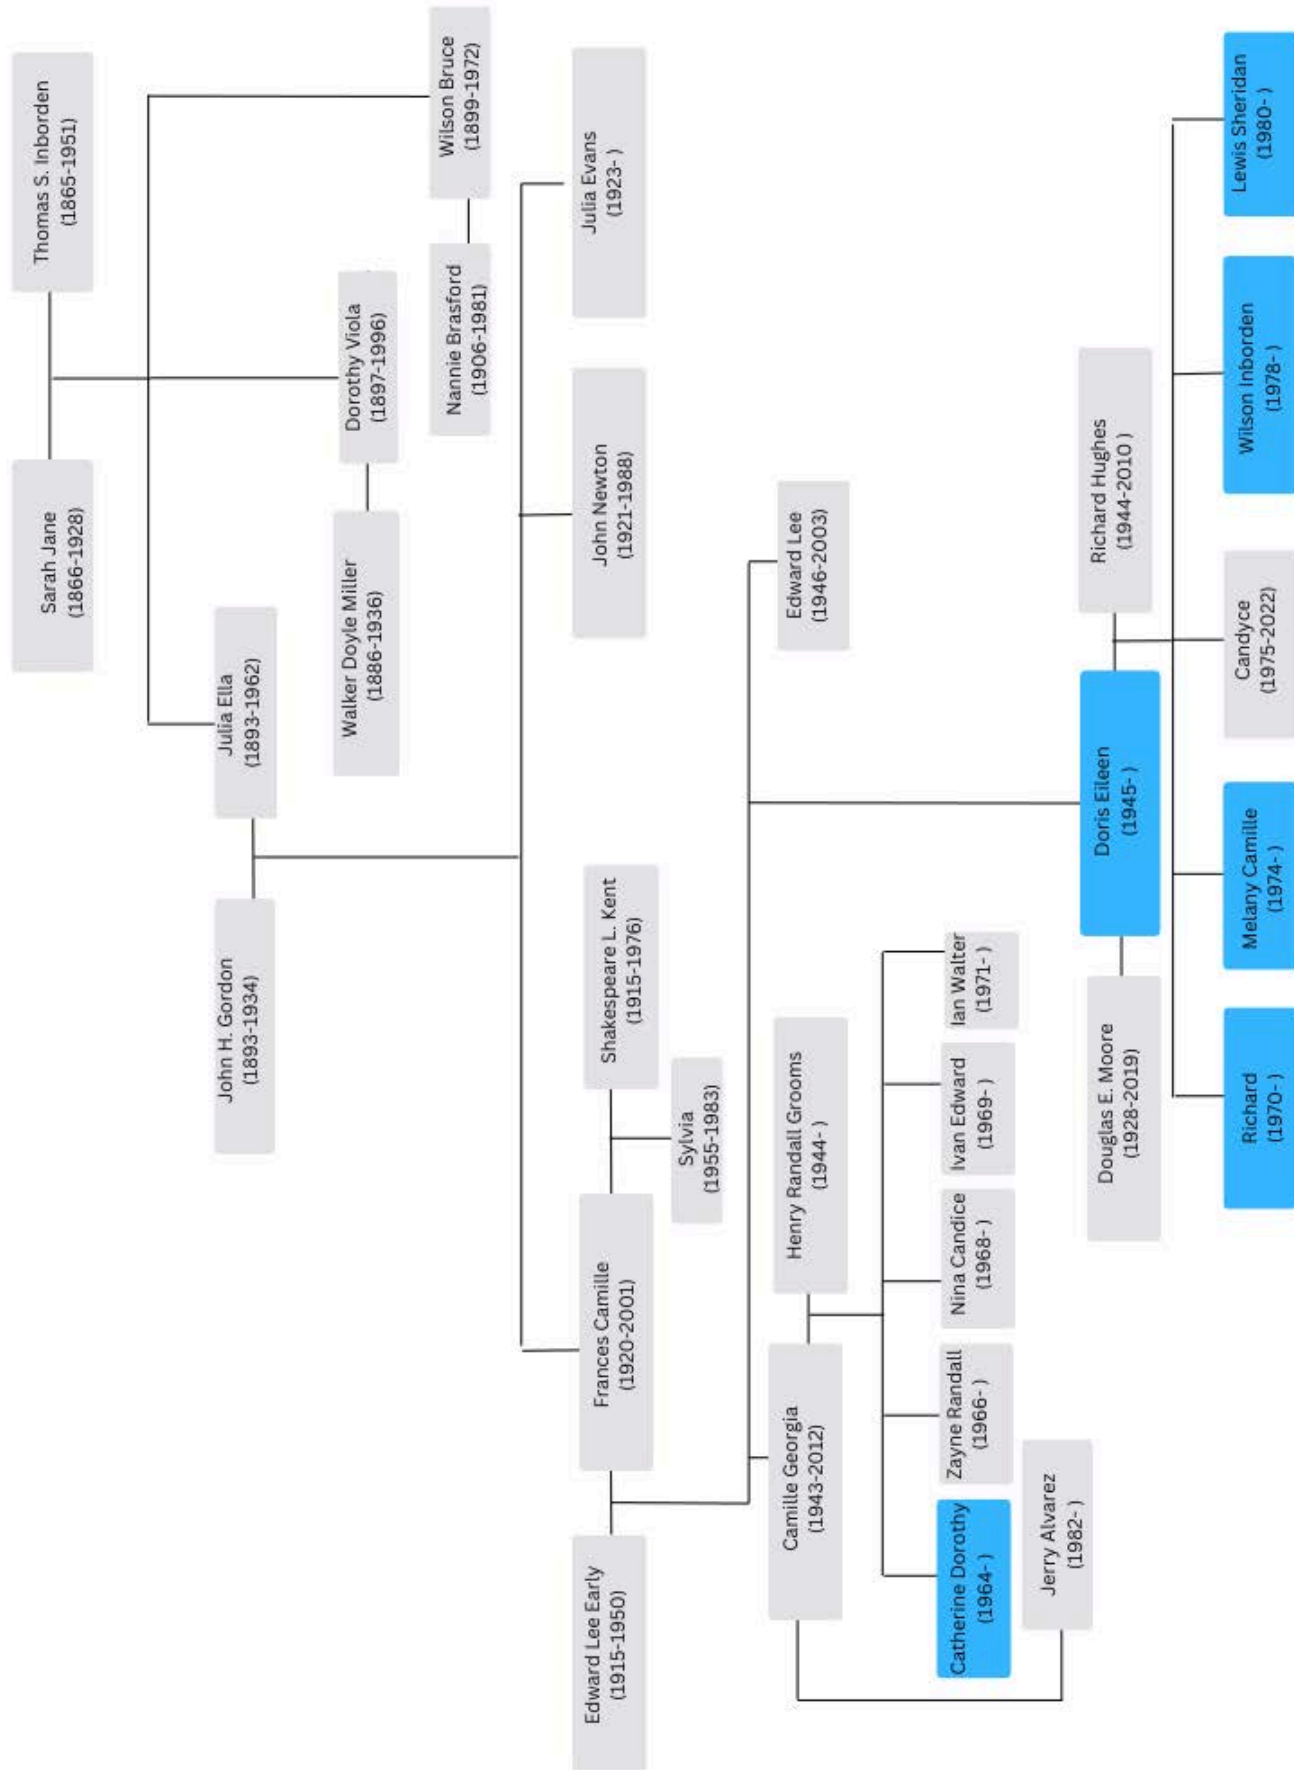 Sarah Jane
(1866-1928)
Thomas S. Inborden
(1865-1951)
John H. Gordon
(1893-1934)
Julia Ella
(1893-1962)
Walker Doyle Miller
(1886-1936)
Dorothy Viola
(1897-1996)
Nannie Brasford
(1906-1981)
Wilson Bruce
(1899-1972)
Edward Lee Early
(1915-1950)
Frances Camille
(1920-2001)
Shakespeare L. Kent
(1915-1976)
John Newton
(1921-1988)
Julia Evans
(1923- )
Sylvia
(1955-1983)
Camille Georgia
(1943-2012)
Henry Randall Grooms
(1944- )
Edward Lee
(1946-2003)
Catherine Dorothy
(1964- )
Zayne Randall
(1966- )
Nina Candice
(1968- )
Ivan Edward
(1969- )
Ian Walter
(1971- )
Jerry Alvarez
(1982- )
Douglas E. Moore
(1928-2019)
Doris Eileen
(1945- )
Richard Hughes
(1944-2010 )
Richard
(1970- )
Melany Camille
(1974- )
Candyce
(1975-2022)
Wilson Inborden
(1978- )
Lewis Sheridan
(1980- )